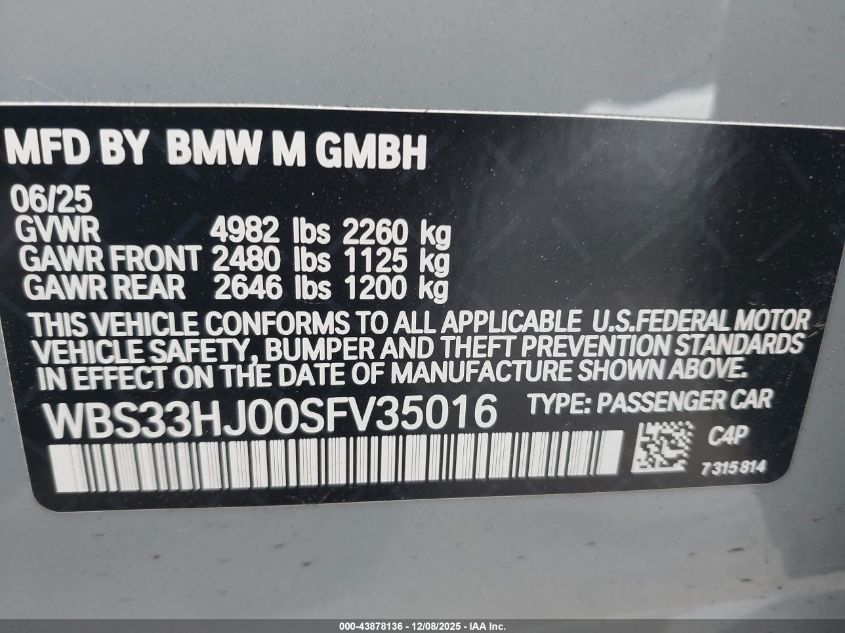 MFD BY BMW M GMBH
06/25
GVWR 4982 lbs 2260 kg
GAWR FRONT 2480 lbs 1125 kg
GAWR REAR 2646 lbs 1200 kg
THIS VEHICLE CONFORMS TO ALL APPLICABLE U.S.FEDERAL MOTOR
VEHICLE SAFETY, BUMPER AND THEFT PREVENTION STANDARDS
IN EFFECT ON THE DATE OF MANUFACTURING SHOWN ABOVE.
WBS33HJ00SFV35016 TYPE: PASSENGER CAR
C4P
7315814
000-43878136 - 12/08/2025 - IAA Inc.